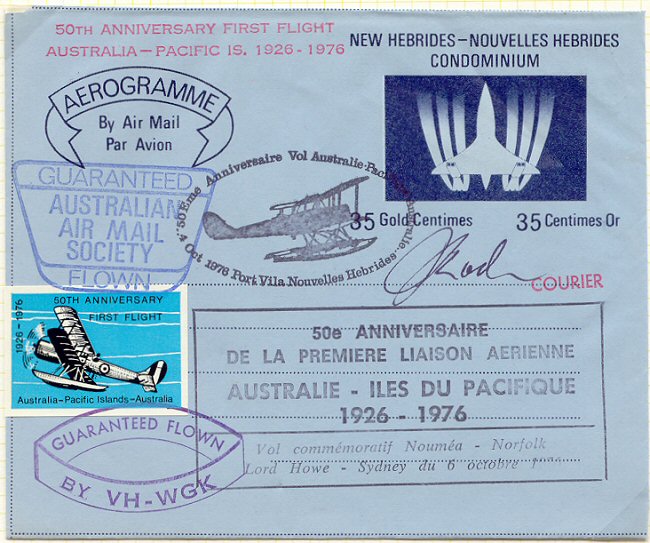 50TH ANNIVERSARY FIRST FLIGHT
AUSTRALIA – PACIFIC IS. 1926 - 1976
NEW HEBRIDES – NOUVELLES HEBRIDES
CONDOMINIUM
AEROGRAMME
By Air Mail
Par Avion
GUARANTEED
AUSTRALIAN
AIR MAIL
SOCIETY
FLOWN
50 Eme Anniversaire Vol Australie-Pacifique
4 Oct 1976 Port Vila Nouvelles Hebrides
35 Gold Centimes
35 Centimes Or
COURIER
50TH ANNIVERSARY
FIRST FLIGHT
1926 - 1976
Australia – Pacific Islands – Australia
50e ANNIVERSAIRE
DE LA PREMIERE LIAISON AERIENNE
AUSTRALIE - ILES DU PACIFIQUE
1926 - 1976
Vol commémoratif Nouméa - Norfolk
Lord Howe - Sydney du 6 octobre
GUARANTEED FLOWN
BY VH-WGK